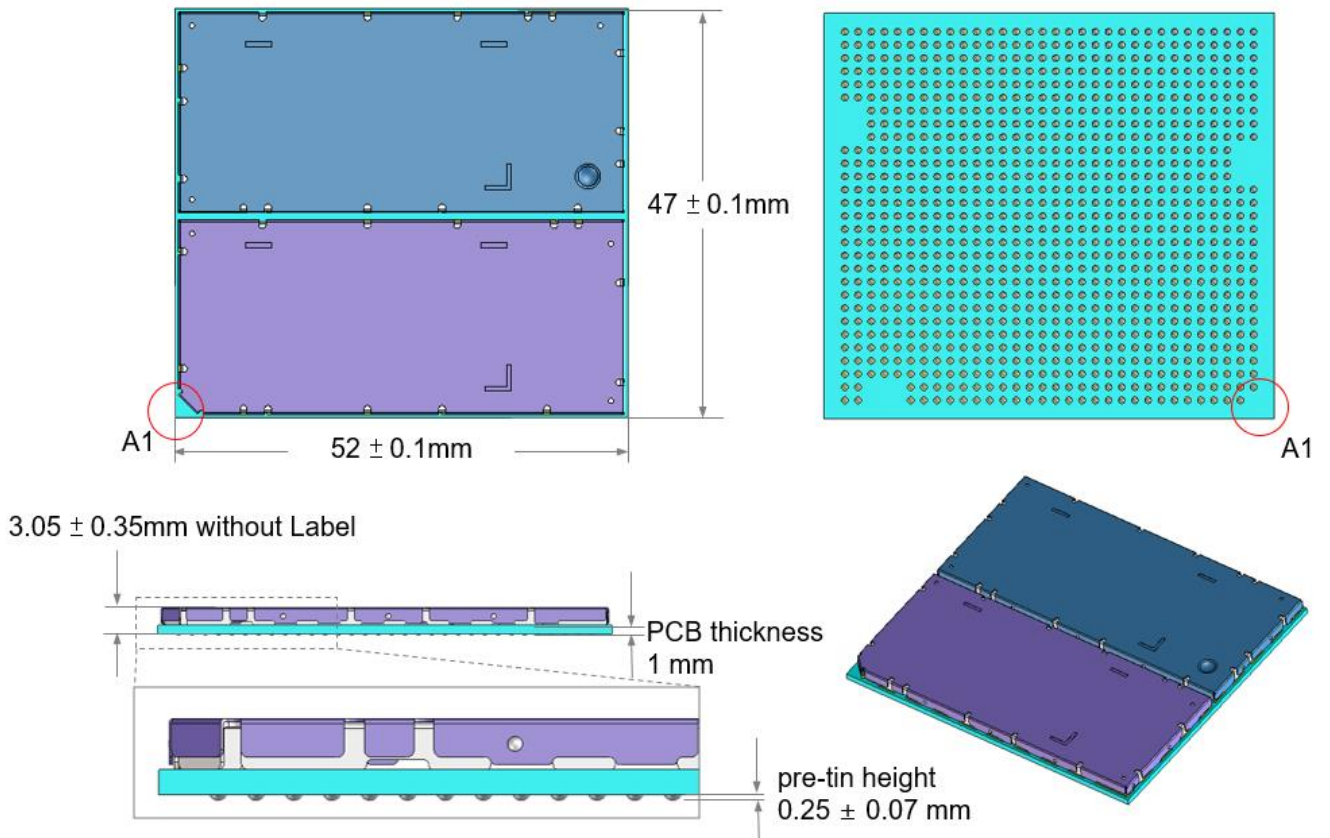 47 ± 0.1mm
A1
52 ± 0.1mm
A1
3.05 ± 0.35mm without Label
PCB thickness
1 mm
pre-tin height
0.25 ± 0.07 mm